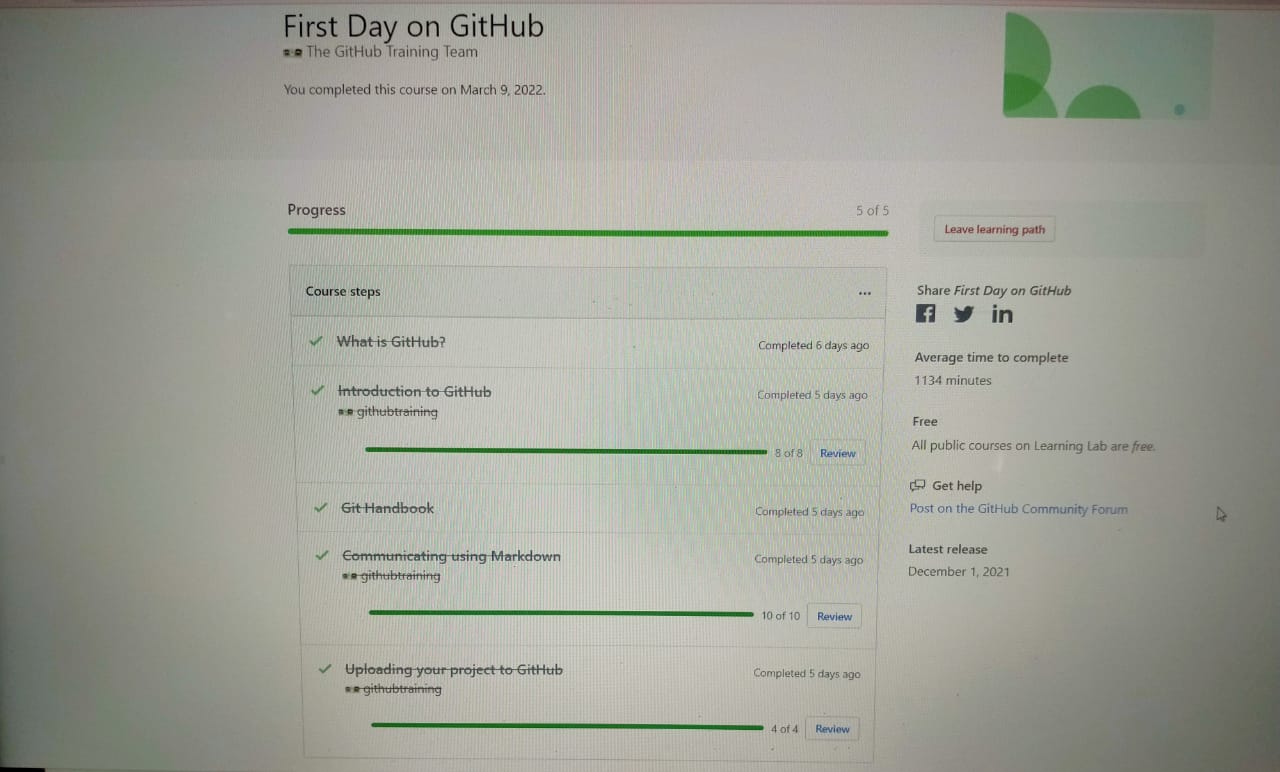 First Day on GitHub
The GitHub Training Team
You completed this course on March 9, 2022.
Progress
5 of 5
Course steps
...
What is GitHub?
Completed 6 days ago
Introduction to GitHub
githubtraining
Completed 5 days ago
8 of 8
Review
Git Handbook
Completed 5 days ago
Communicating using Markdown
githubtraining
Completed 5 days ago
10 of 10
Review
Uploading your project to GitHub
githubtraining
Completed 5 days ago
4 of 4
Review
Leave learning path
Share First Day on GitHub
in
Average time to complete
1134 minutes
Free
All public courses on Learning Lab are free.
Get help
Post on the GitHub Community Forum
Latest release
December 1, 2021